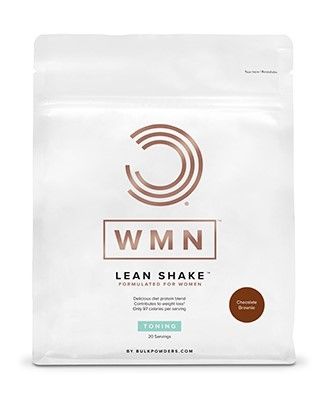 WMN™
LEAN SHAKE™
FORMULATED FOR WOMEN
Delicious diet protein blend
Contributes to weight loss*
Only 97 calories per serving
Chocolate
Brownie
TONING
20 Servings
BY BULKPOWDERS.COM